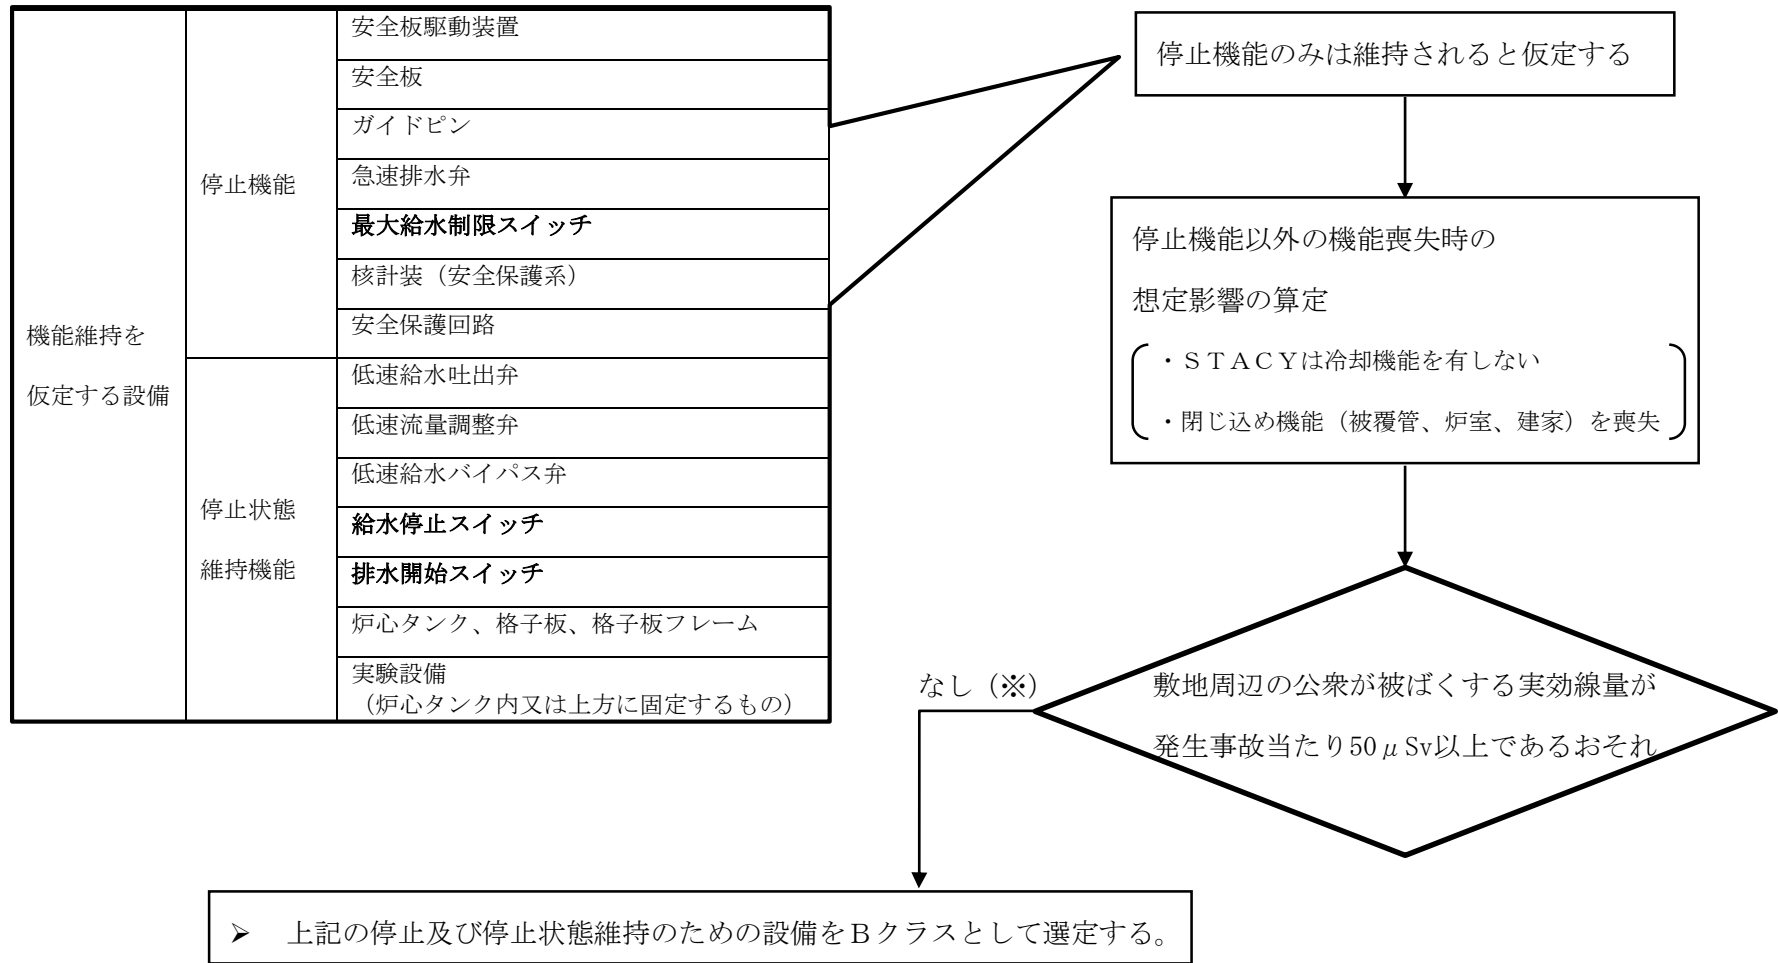 機能維持を
仮定する設備
停止機能
安全板駆動装置
安全板
ガイドピン
急速排水弁
最大給水制限スイッチ
核計装（安全保護系）
安全保護回路
停止状態
維持機能
低速給水吐出弁
低速流量調整弁
低速給水バイパス弁
給水停止スイッチ
排水開始スイッチ
炉心タンク、格子板、格子板フレーム
実験設備
（炉心タンク内又は上方に固定するもの）
停止機能のみは維持されると仮定する
停止機能以外の機能喪失時の
想定影響の算定
・ＳＴＡＣＹは冷却機能を有しない
・閉じ込め機能（被覆管、炉室、建家）を喪失
敷地周辺の公衆が被ばくする実効線量が
発生事故当たり50μSv以上であるおそれ
なし（※）
➢ 上記の停止及び停止状態維持のための設備をＢクラスとして選定する。